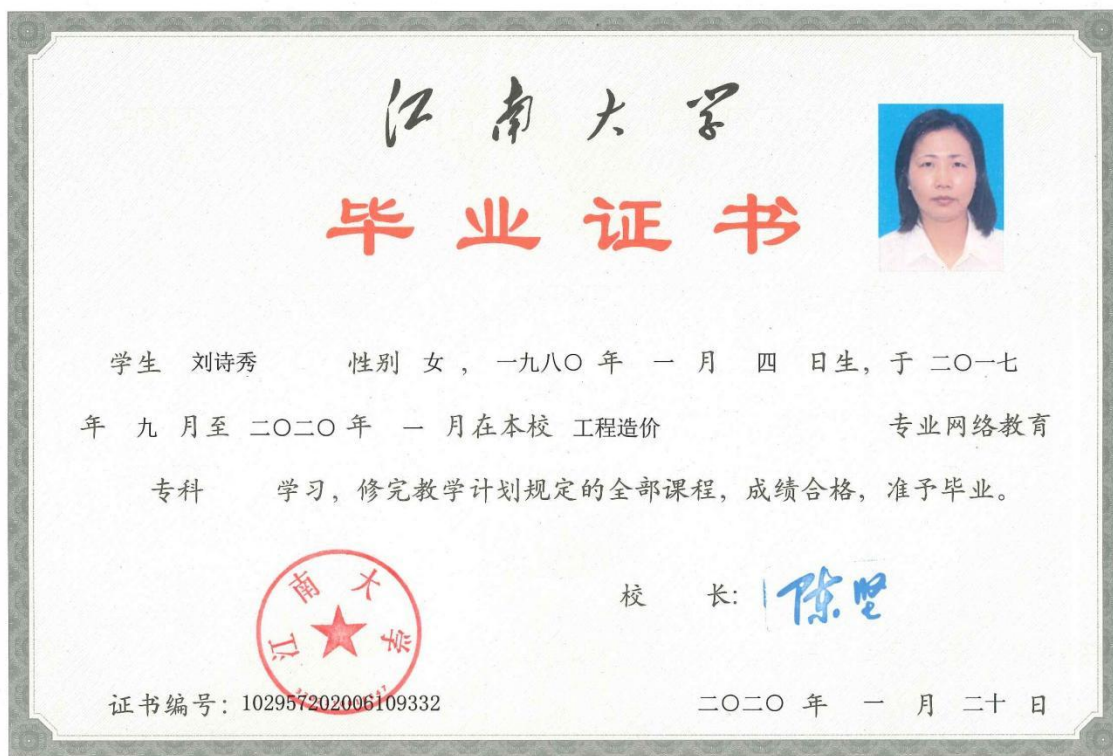 江南大学
毕业证书
学生 刘诗秀 性别 女 ， 一九八〇 年 一 月 四 日生，于 二〇一七
年 九 月至 二〇二〇 年 一 月在本校 工程造价 专业网络教育
专科 学习，修完教学计划规定的全部课程，成绩合格，准予毕业。
江南大学
校 长: 陈坚
证书编号：102957202006109332
二〇二〇 年 一 月 二十 日